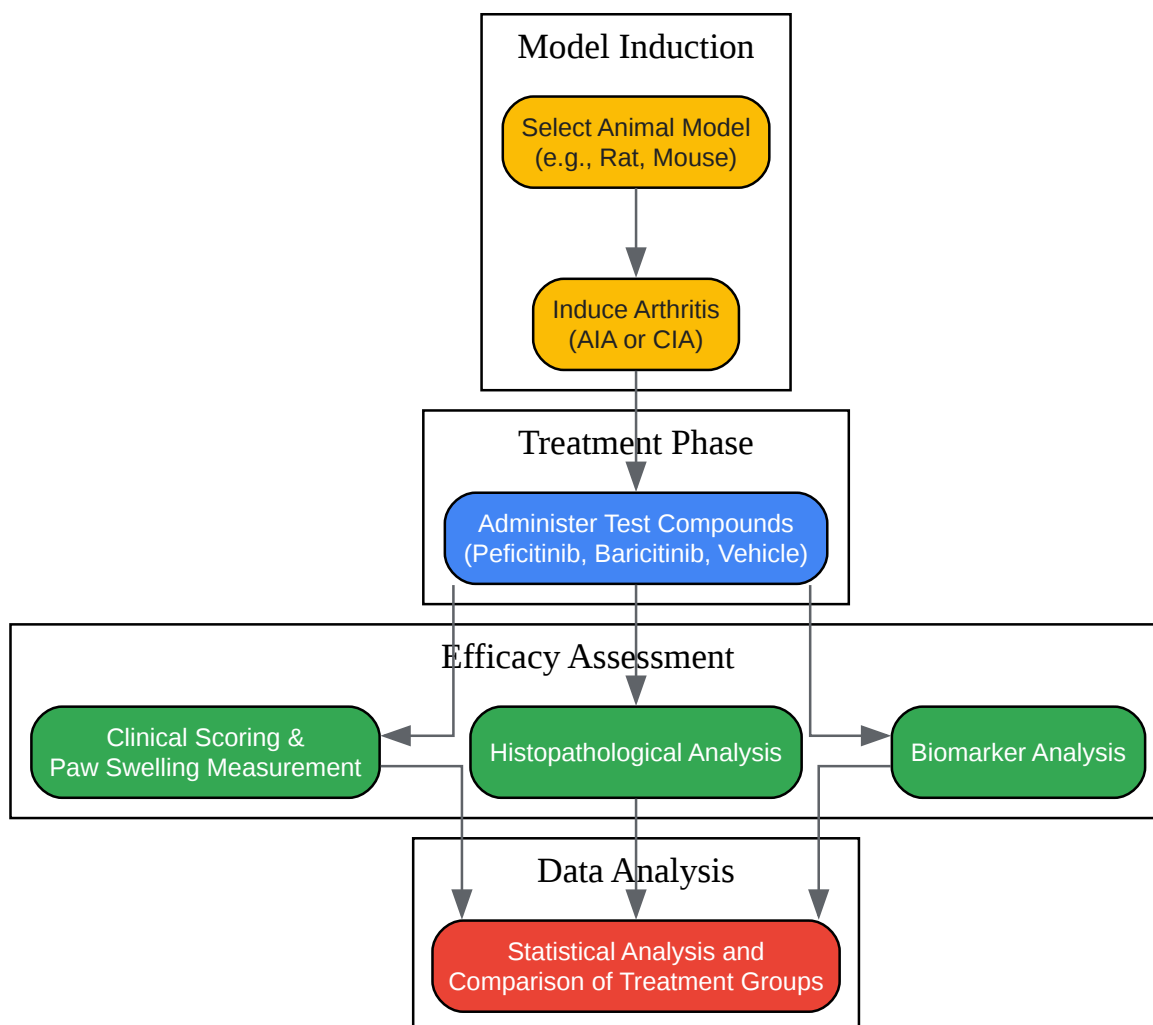 Model Induction
Select Animal Model
(e.g., Rat, Mouse)
Induce Arthritis
(AIA or CIA)
Treatment Phase
Administer Test Compounds
(Peficitinib, Baricitinib, Vehicle)
Efficacy Assessment
Clinical Scoring &
Paw Swelling Measurement
Histopathological Analysis
Biomarker Analysis
Data Analysis
Statistical Analysis and
Comparison of Treatment Groups